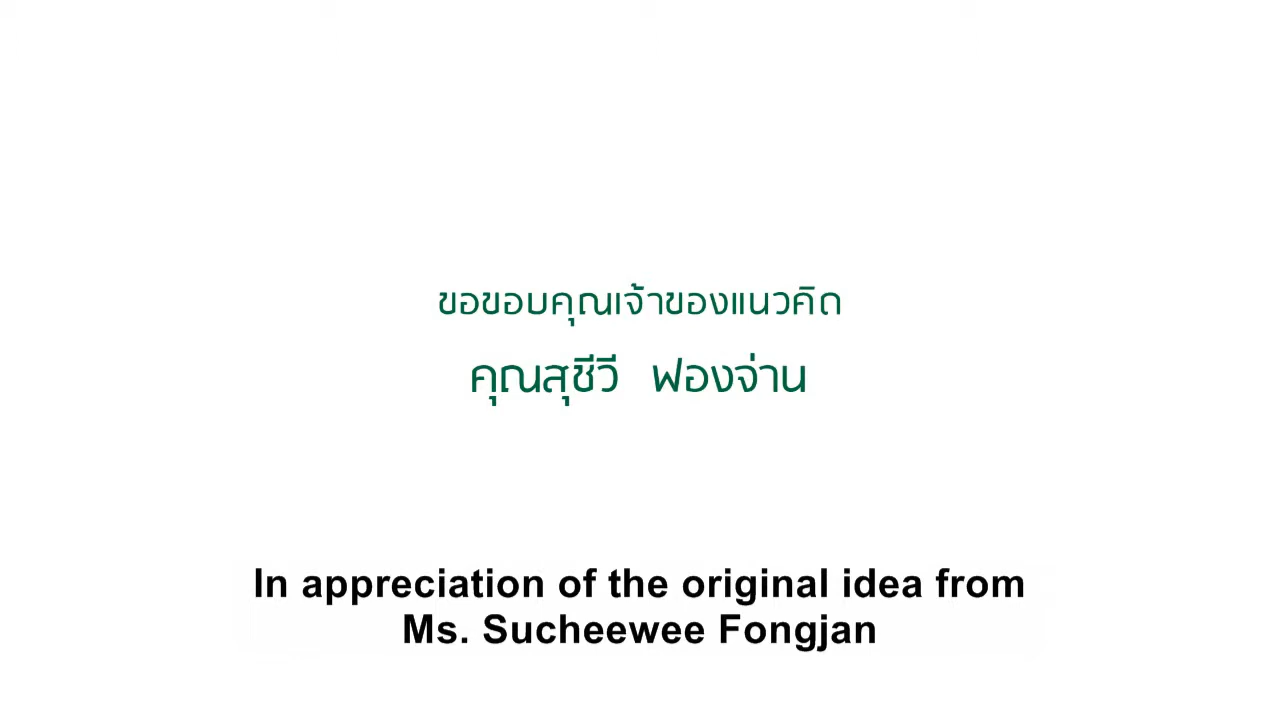 ขอขอบคุณเจ้าของแนวคิด
คุณสุชีวี ฟองจ่าน
In appreciation of the original idea from
Ms. Sucheewee Fongjan